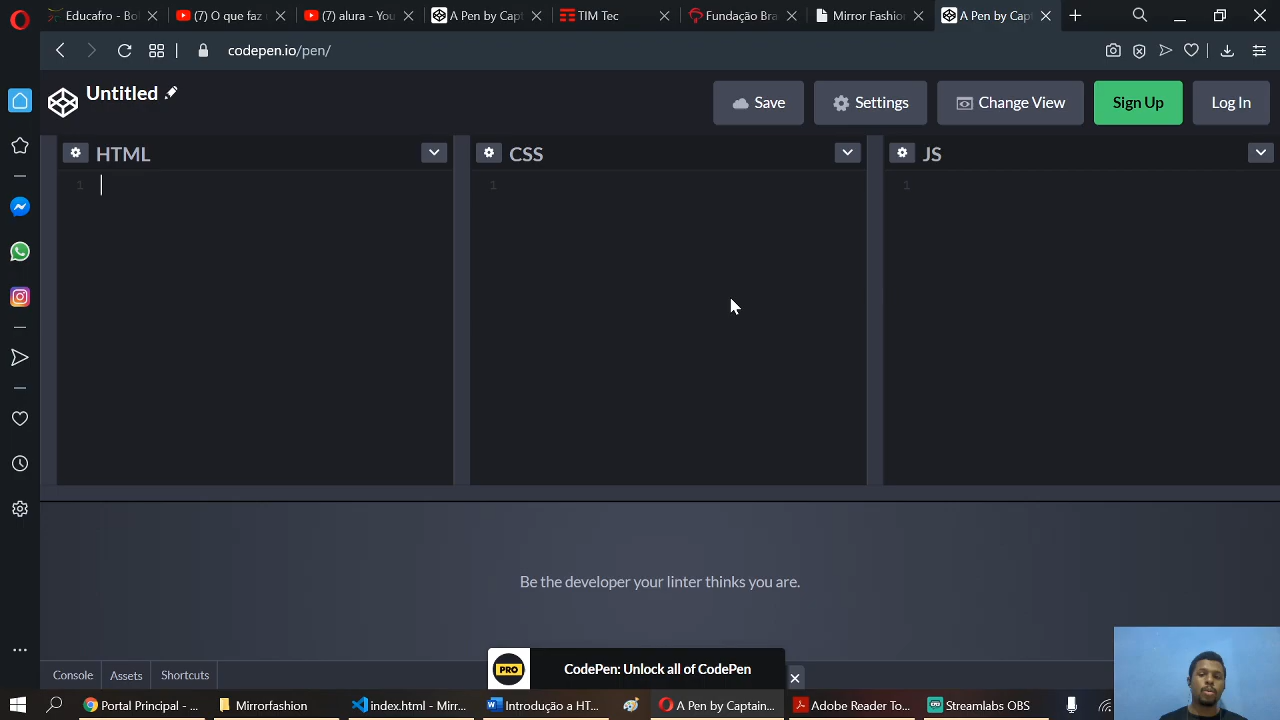 Educafro - Bol
(7) O que faz
(7) alura - You
A Pen by Capt
TIM Tec
Fundação Bra
Mirror Fashion
A Pen by Capt
codepen.io/pen/
Untitled
Save
Settings
Change View
Sign Up
Log In
HTML
CSS
JS
1
1
1
Be the developer your linter thinks you are.
PRO
CodePen: Unlock all of CodePen
Console
Assets
Shortcuts
Portal Principal - ...
Mirrorfashion
index.html - Mirr...
Introdução a HT...
A Pen by Captain...
Adobe Reader To...
Streamlabs OBS